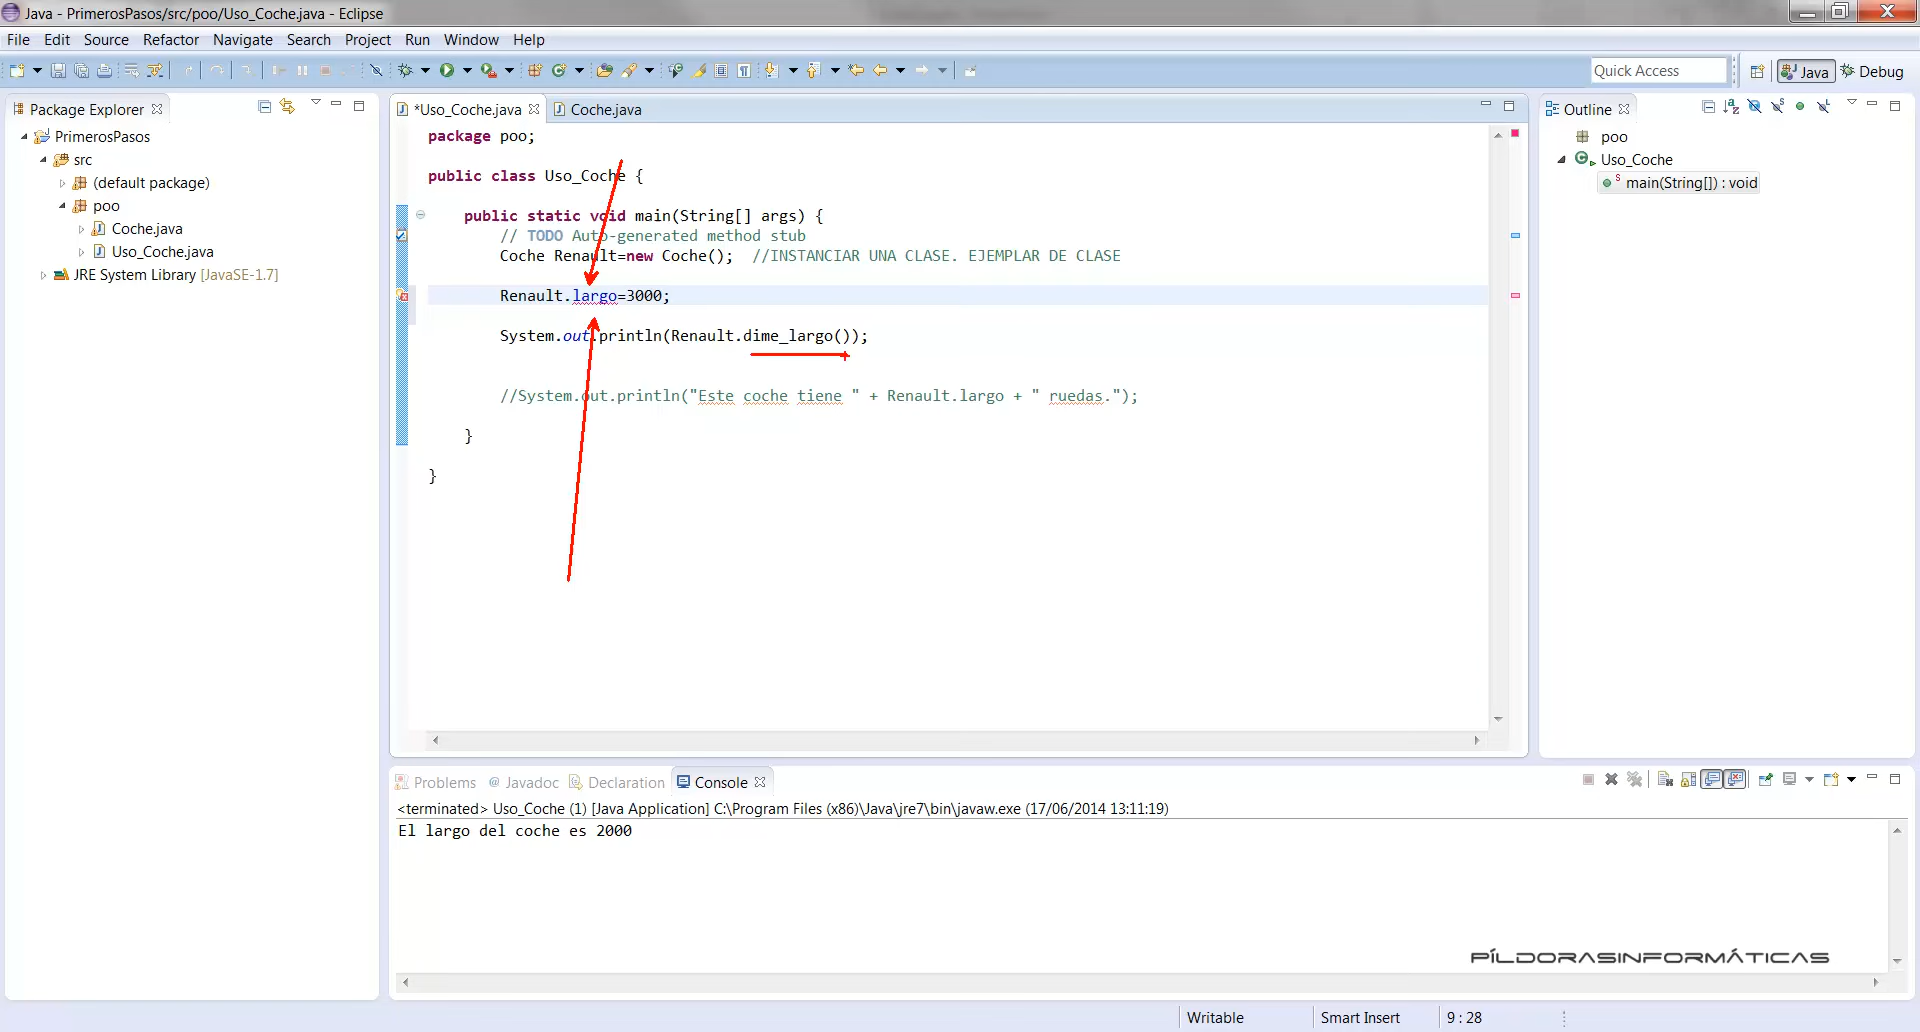 Java - PrimerosPasos/src/poo/Uso_Coche.java - Eclipse
File Edit Source Refactor Navigate Search Project Run Window Help
Quick Access
Java
Debug
Package Explorer
PrimerosPasos
src
(default package)
poo
Coche.java
Uso_Coche.java
JRE System Library [JavaSE-1.7]
*Uso_Coche.java
Coche.java
package poo;
public class Uso_Coche {
public static void main(String[] args) {
// TODO Auto-generated method stub
Coche Renault=new Coche();  //INSTANCIAR UNA CLASE. EJEMPLAR DE CLASE
Renault.largo=3000;
System.out.println(Renault.dime_largo());
//System.out.println("Este coche tiene " + Renault.largo + " ruedas.");
}
}
Outline
poo
Uso_Coche
main(String[]) : void
Problems @ Javadoc Declaration Console
<terminated> Uso_Coche (1) [Java Application] C:\Program Files (x86)\Java\jre7\bin\javaw.exe (17/06/2014 13:11:19)
El largo del coche es 2000
PÍLDORASINFORMÁTICAS
Writable
Smart Insert
9 : 28